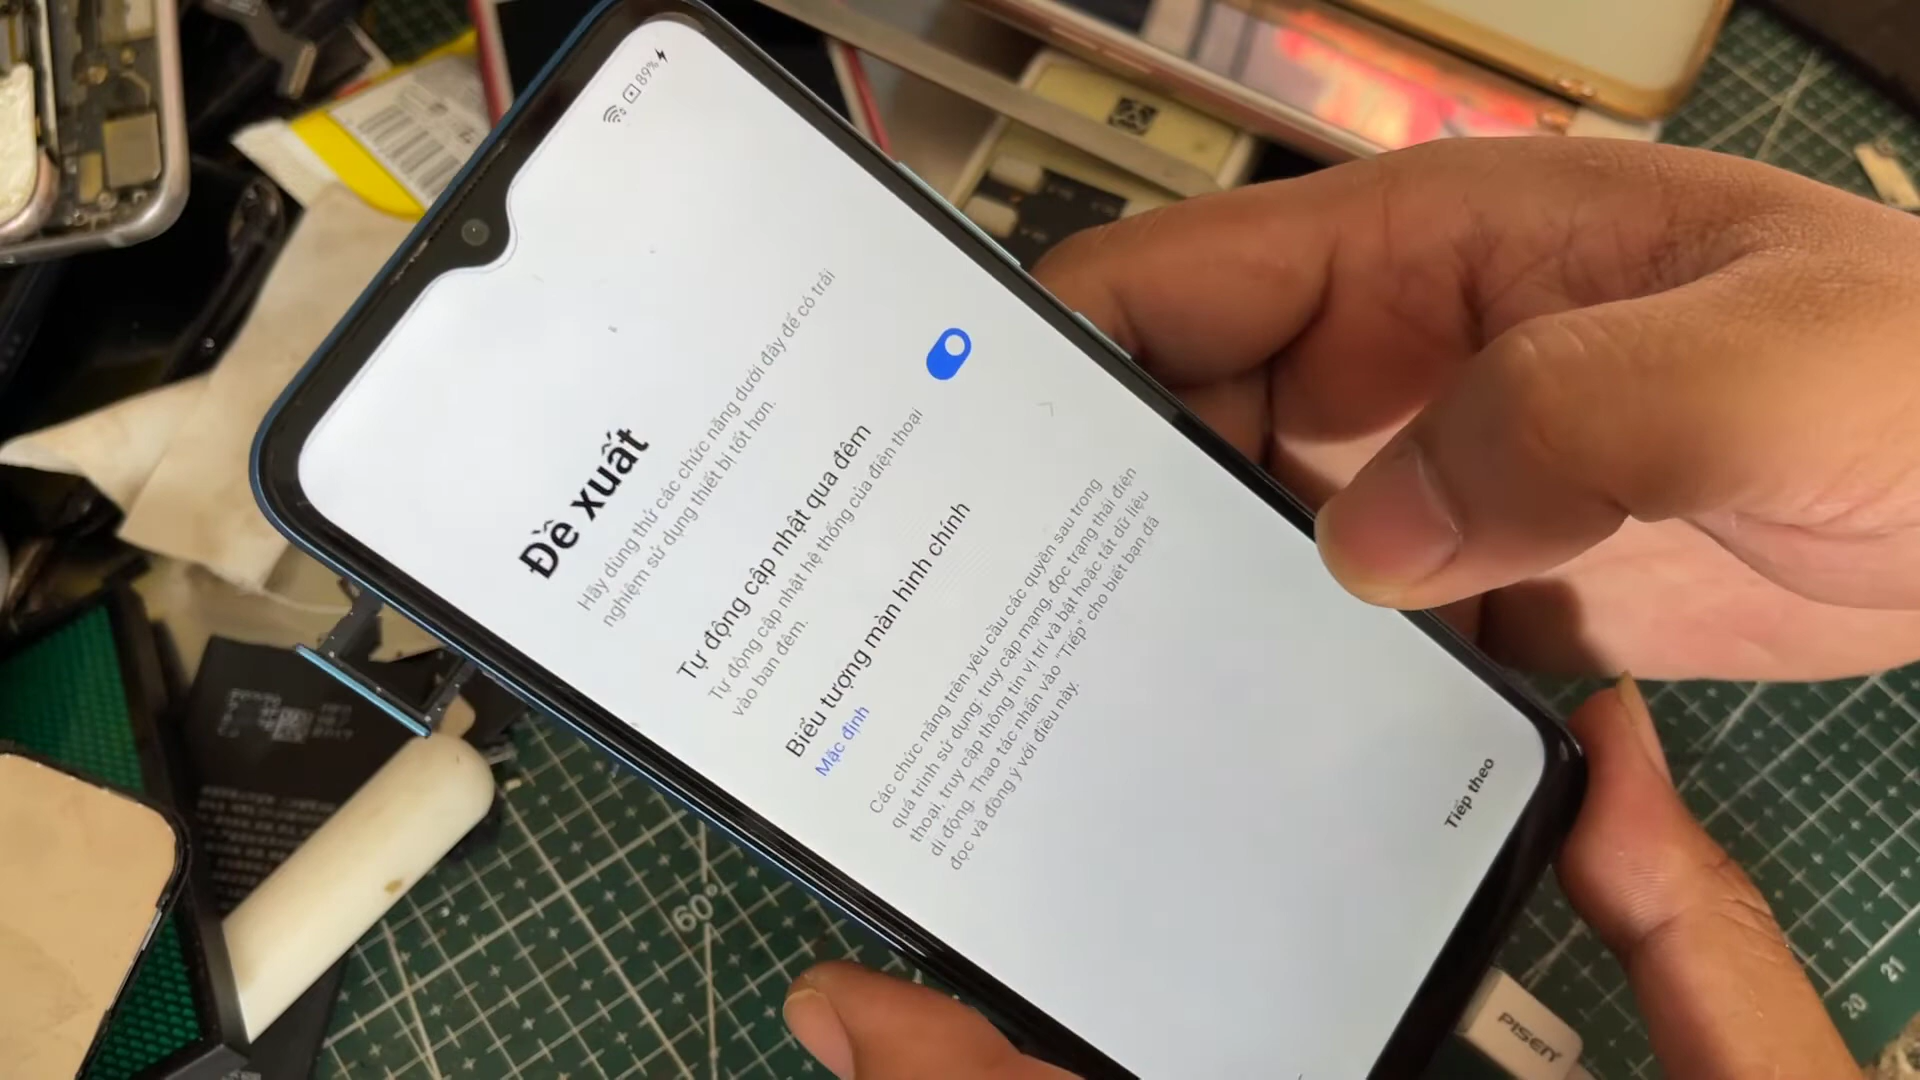 89%
Đề xuất
Hãy dùng thử các chức năng dưới đây để có trải
nghiệm sử dụng thiết bị tốt hơn.
Tự động cập nhật qua đêm
Tự động cập nhật hệ thống của điện thoại
vào ban đêm.
Biểu tượng màn hình chính
Mặc định
Các chức năng trên yêu cầu các quyền sau trong
quá trình sử dụng: truy cập mạng, đọc trạng thái điện
thoại, truy cập thông tin vị trí và bật hoặc tắt dữ liệu
di động. Thao tác nhấn vào "Tiếp" cho biết bạn đã
đọc và đồng ý với điều này.
Tiếp theo
60°
PISEN
20 21